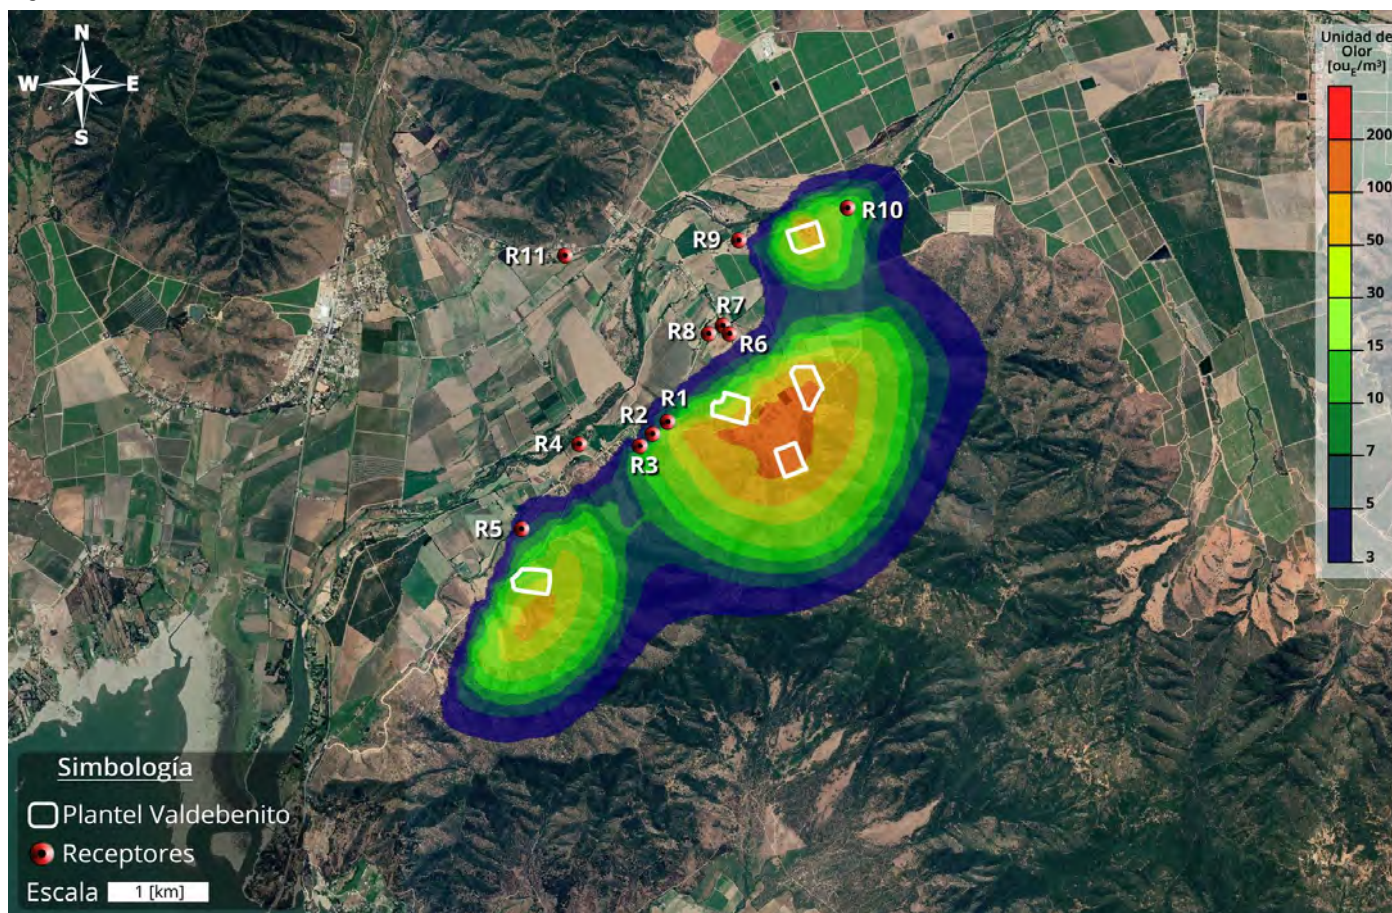 N
W E
S
Unidad de
Olor
[ouE/m³]
200
100
50
30
15
10
7
5
3
R10
R9
R11
R7
R8
R6
R1
R2
R4
R3
R5
Simbología
Plantel Valdebenito
Receptores
Escala 1 [km]